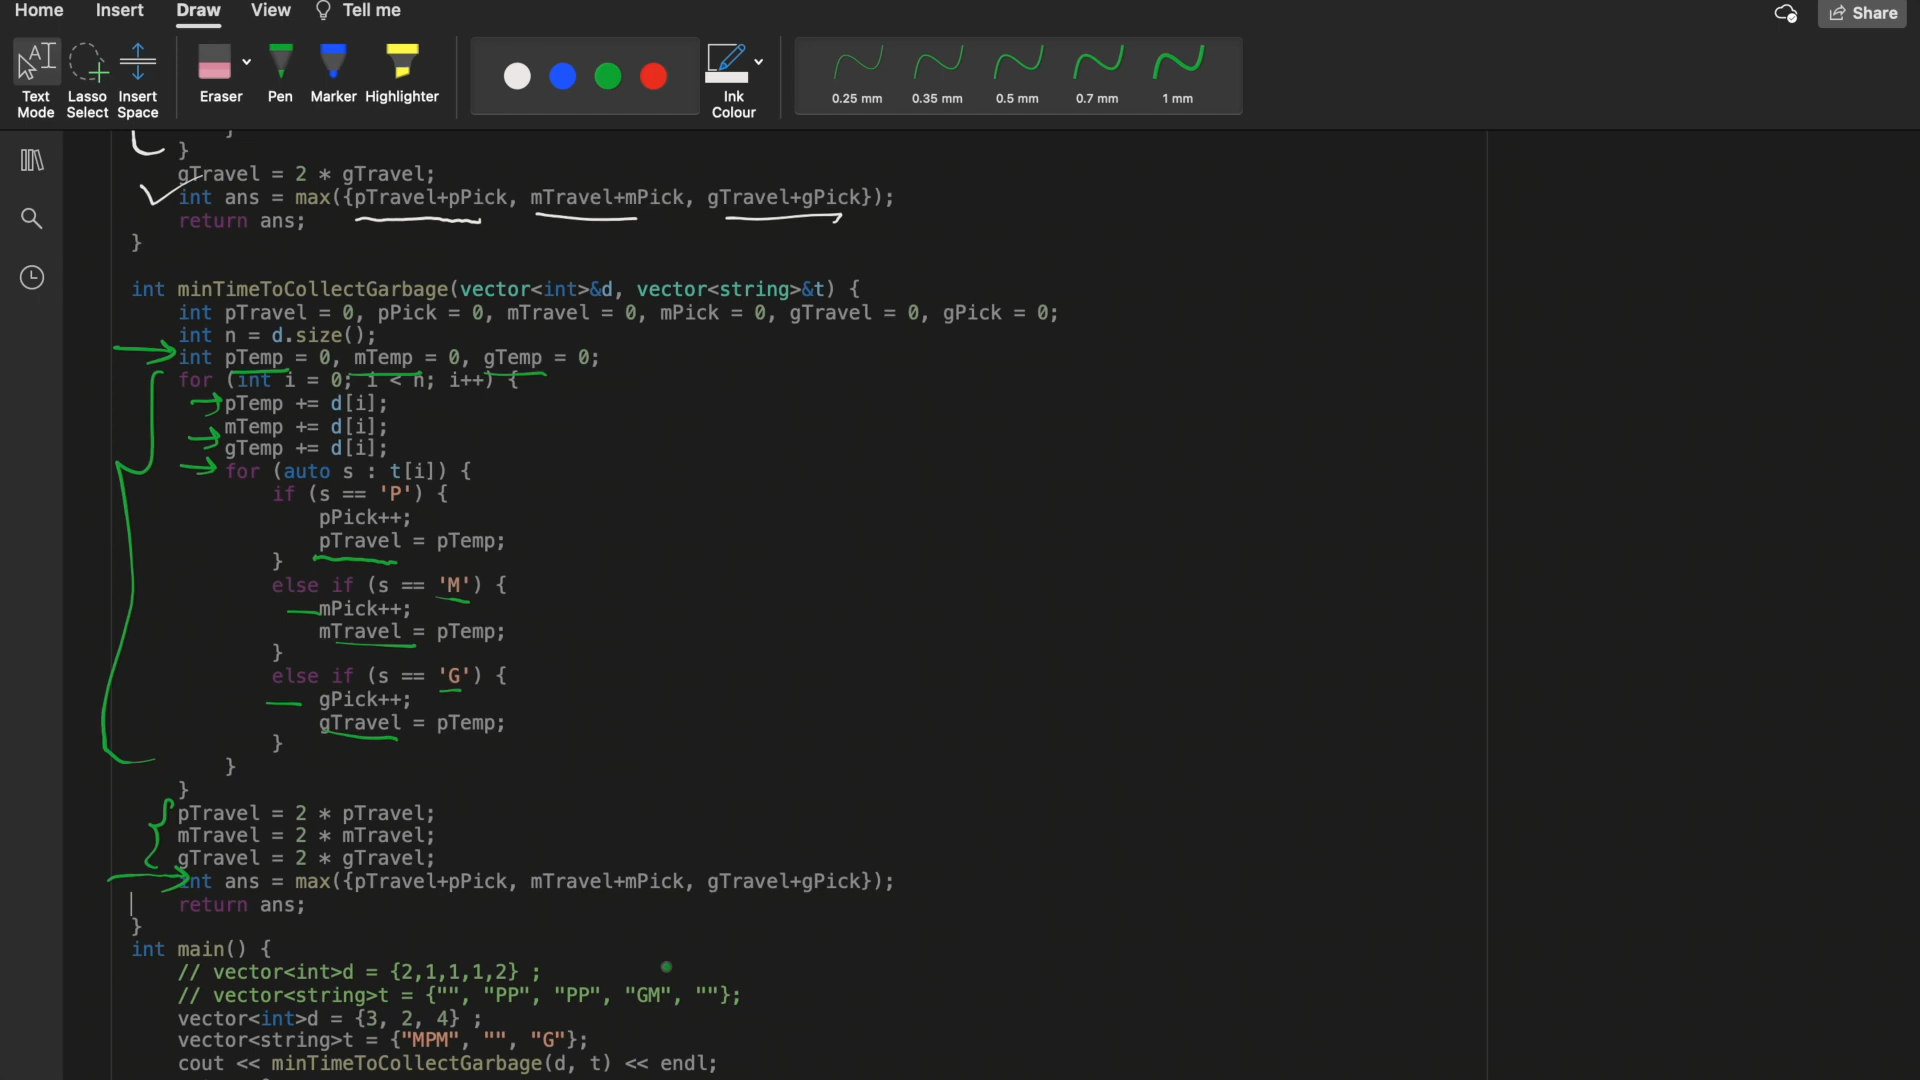 Home Insert Draw View Tell me Share
Text Mode Lasso Select Insert Space Eraser Pen Marker Highlighter Ink Colour 0.25 mm 0.35 mm 0.5 mm 0.7 mm 1 mm
}
gTravel = 2 * gTravel;
int ans = max({pTravel+pPick, mTravel+mPick, gTravel+gPick});
return ans;
}
int minTimeToCollectGarbage(vector<int>&d, vector<string>&t) {
int pTravel = 0, pPick = 0, mTravel = 0, mPick = 0, gTravel = 0, gPick = 0;
int n = d.size();
int pTemp = 0, mTemp = 0, gTemp = 0;
for (int i = 0; i < n; i++) {
pTemp += d[i];
mTemp += d[i];
gTemp += d[i];
for (auto s : t[i]) {
if (s == 'P') {
pPick++;
pTravel = pTemp;
}
else if (s == 'M') {
mPick++;
mTravel = pTemp;
}
else if (s == 'G') {
gPick++;
gTravel = pTemp;
}
}
}
pTravel = 2 * pTravel;
mTravel = 2 * mTravel;
gTravel = 2 * gTravel;
int ans = max({pTravel+pPick, mTravel+mPick, gTravel+gPick});
return ans;
}
int main() {
// vector<int>d = {2,1,1,1,2} ;
// vector<string>t = {"", "PP", "PP", "GM", ""};
vector<int>d = {3, 2, 4} ;
vector<string>t = {"MPM", "", "G"};
cout << minTimeToCollectGarbage(d, t) << endl;